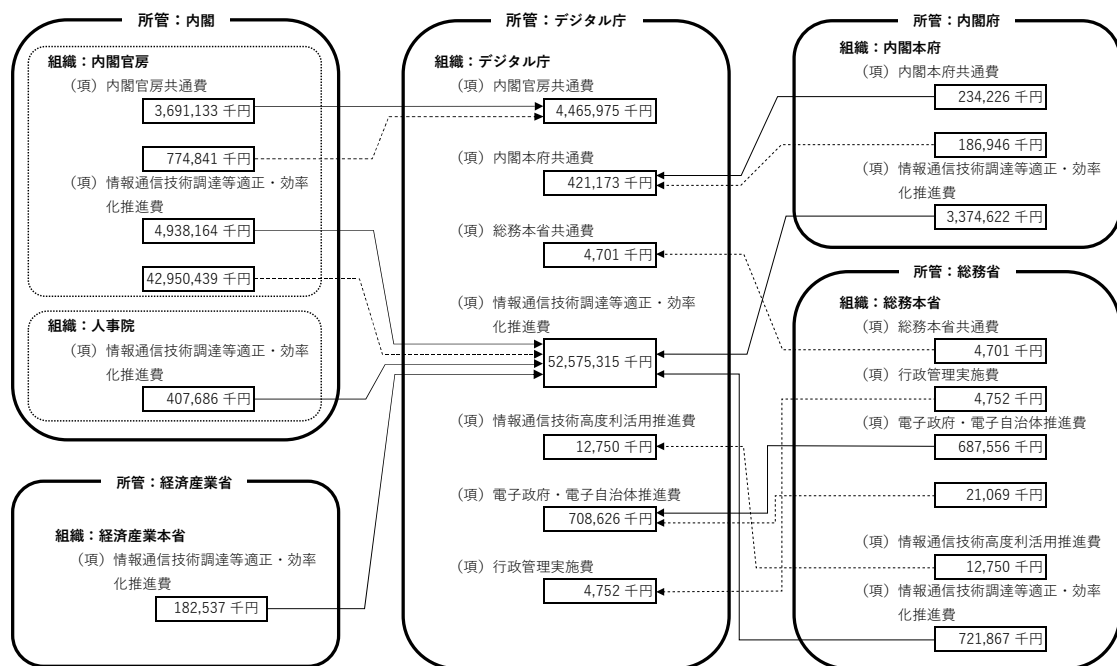 所管：内閣
組織：内閣官房
（項）内閣官房共通費
3,691,133 千円
774,841 千円
（項）情報通信技術調達等適正・効率
化推進費
4,938,164 千円
42,950,439 千円
組織：人事院
（項）情報通信技術調達等適正・効率
化推進費
407,686 千円
所管：経済産業省
組織：経済産業本省
（項）情報通信技術調達等適正・効率
化推進費
182,537 千円
所管：デジタル庁
組織：デジタル庁
（項）内閣官房共通費
4,465,975 千円
（項）内閣本府共通費
421,173 千円
（項）総務本省共通費
4,701 千円
（項）情報通信技術調達等適正・効率
化推進費
52,575,315 千円
（項）情報通信技術高度利活用推進費
12,750 千円
（項）電子政府・電子自治体推進費
708,626 千円
（項）行政管理実施費
4,752 千円
所管：内閣府
組織：内閣本府
（項）内閣本府共通費
234,226 千円
186,946 千円
（項）情報通信技術調達等適正・効率
化推進費
3,374,622 千円
所管：総務省
組織：総務本省
（項）総務本省共通費
4,701 千円
（項）行政管理実施費
4,752 千円
（項）電子政府・電子自治体推進費
687,556 千円
21,069 千円
（項）情報通信技術高度利活用推進費
12,750 千円
（項）情報通信技術調達等適正・効率
化推進費
721,867 千円